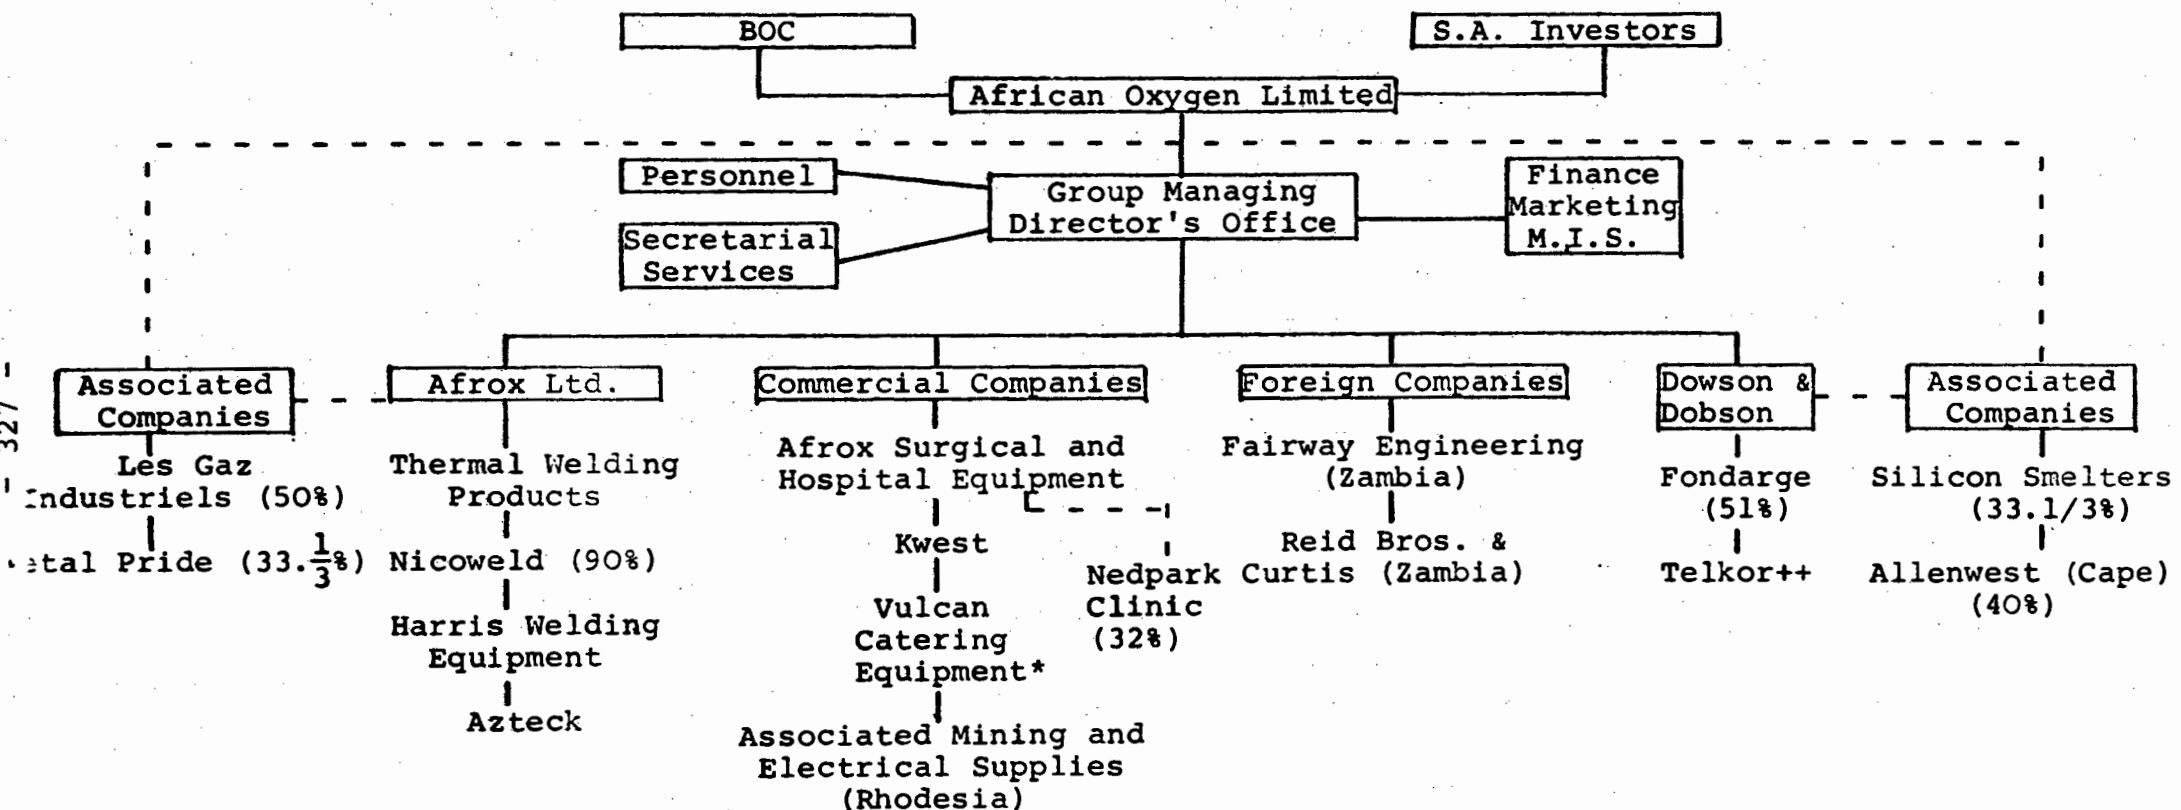 BOC
S.A. Investors
African Oxygen Limited
Personnel
Group Managing
Director's Office
Finance
Marketing
M.I.S.
Secretarial
Services
- 327 -
Associated
Companies
Les Gaz
Industriels (50%)
Pride (33.1/3%)
Afrox Ltd.
Thermal Welding
Products
Nicoweld (90%)
Harris Welding
Equipment
Azteck
Commercial Companies
Afrox Surgical and
Hospital Equipment
Kwest
Vulcan
Catering
Equipment*
Associated Mining and
Electrical Supplies
(Rhodesia)
Nedpark
Clinic
(32%)
Foreign Companies
Fairway Engineering
(Zambia)
Reid Bros. &
Curtis (Zambia)
Dowson &
Dobson
Fondarge
(51%)
Telkor++
Associated
Companies
Silicon Smelters
(33.1/3%)
Allenwest (Cape)
(40%)